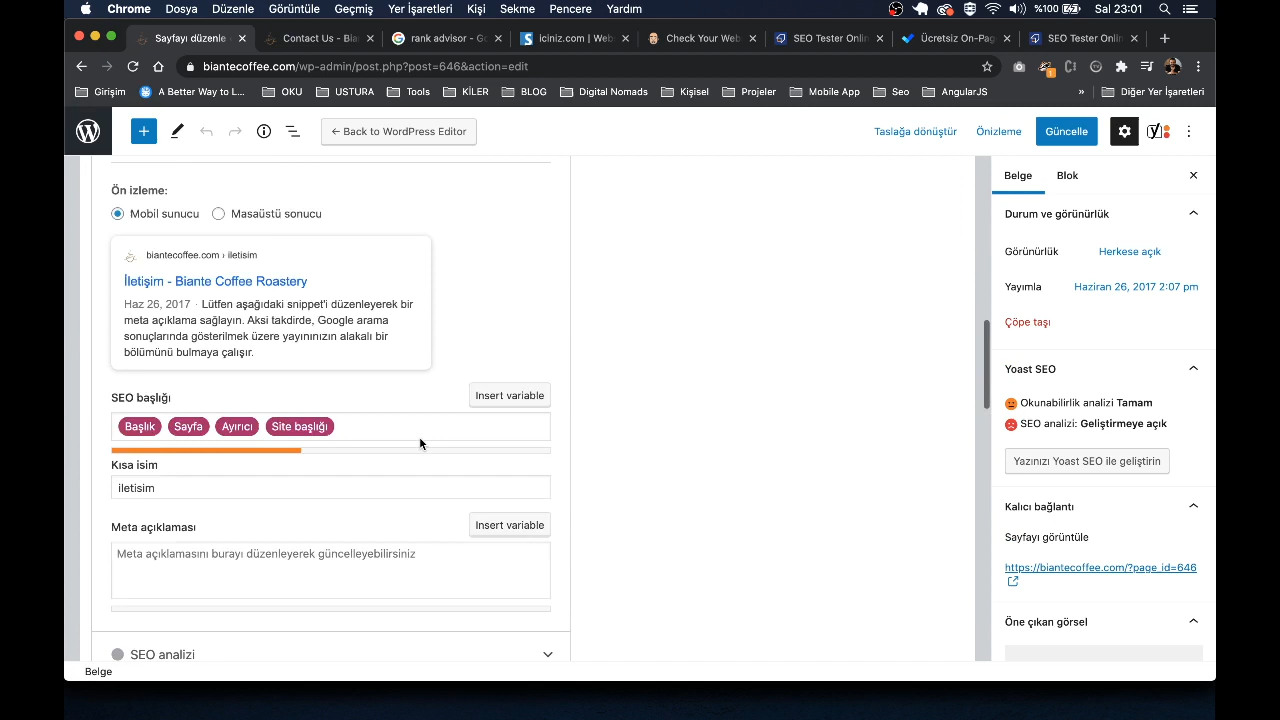 Chrome Dosya Düzenle Görüntüle Geçmiş Yer İşaretleri Kişi Sekme Pencere Yardım %100 Sal 23:01
Sayfayı düzenle
Contact Us - Bia
rank advisor - G
iciniz.com | Web
Check Your Web
SEO Tester Onlin
Ücretsiz On-Page
SEO Tester Onlin
biantecoffee.com/wp-admin/post.php?post=646&action=edit
Girişim A Better Way to L... OKU USTURA Tools KİLER BLOG Digital Nomads Kişisel Projeler Mobile App Seo AngularJS » Diğer Yer İşaretleri
← Back to WordPress Editor Taslağa dönüştür Önizleme Güncelle
Ön izleme:
Mobil sunucu Masaüstü sonucu
biantecoffee.com › iletisim
İletişim - Biante Coffee Roastery
Haz 26, 2017 · Lütfen aşağıdaki snippet'i düzenleyerek bir
meta açıklama sağlayın. Aksi takdirde, Google arama
sonuçlarında gösterilmek üzere yayınınızın alakalı bir
bölümünü bulmaya çalışır.
SEO başlığı Insert variable
Başlık Sayfa Ayırıcı Site başlığı
Kısa isim
iletisim
Meta açıklaması Insert variable
Meta açıklamasını burayı düzenleyerek güncelleyebilirsiniz
SEO analizi
Belge
Belge Blok
Durum ve görünürlük
Görünürlük Herkese açık
Yayımla Haziran 26, 2017 2:07 pm
Çöpe taşı
Yoast SEO
Okunabilirlik analizi Tamam
SEO analizi: Geliştirmeye açık
Yazınızı Yoast SEO ile geliştirin
Kalıcı bağlantı
Sayfayı görüntüle
https://biantecoffee.com/?page_id=646
Öne çıkan görsel